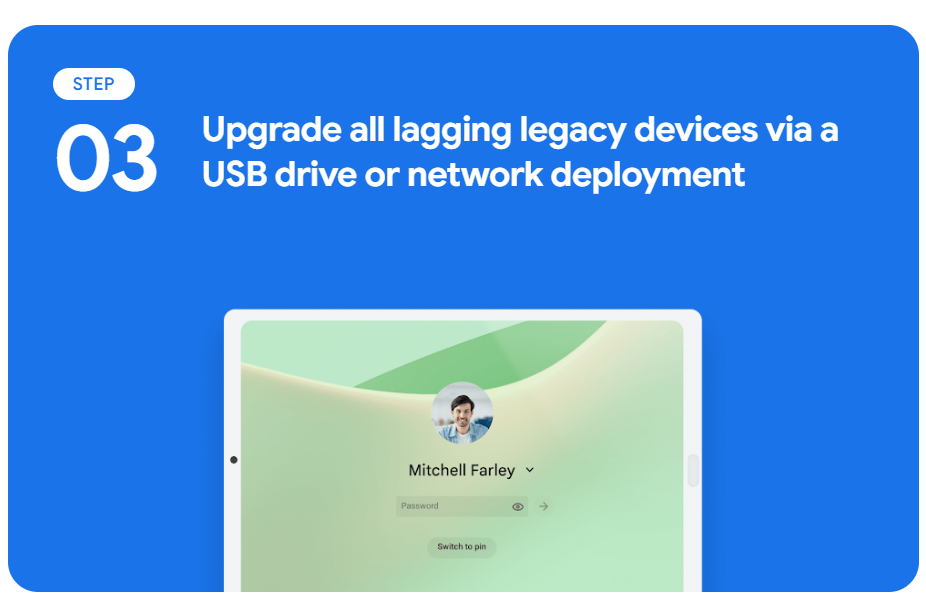 STEP
03
Upgrade all lagging legacy devices via a
USB drive or network deployment
Mitchell Farley
Password
Switch to pin